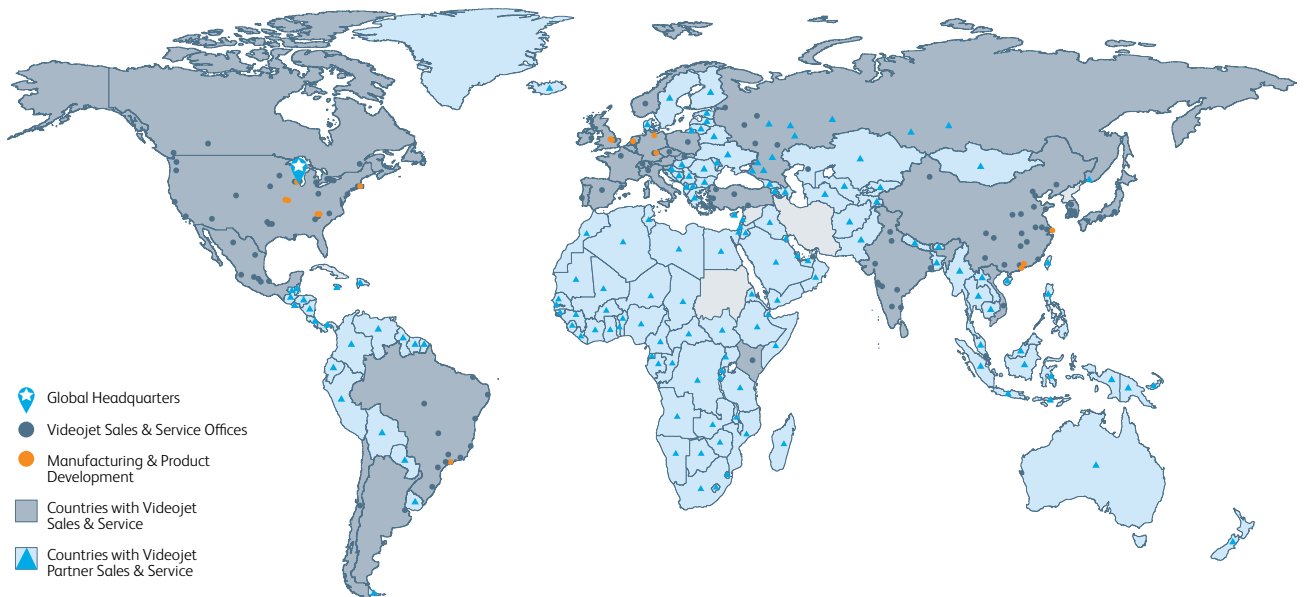 Global Headquarters
Videojet Sales & Service Offices
Manufacturing & Product
Development
Countries with Videojet
Sales & Service
Countries with Videojet
Partner Sales & Service